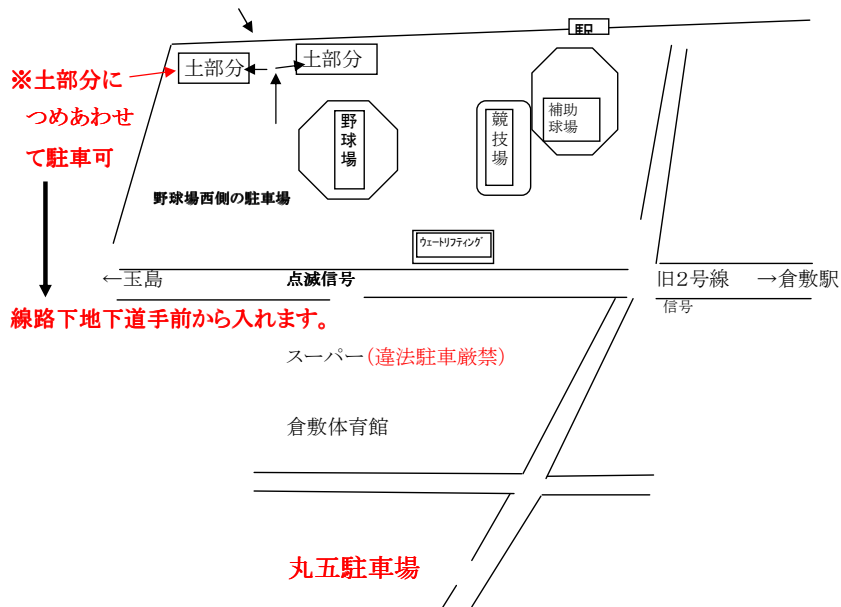 駅
土部分
土部分
※土部分に
つめあわせ
て駐車可
野球場
競技場
補助
球場
野球場西側の駐車場
ウェートリフティング
←玉島
点滅信号
旧2号線 →倉敷駅
信号
線路下地下道手前から入れます。
スーパー(違法駐車厳禁)
倉敷体育館
丸五駐車場